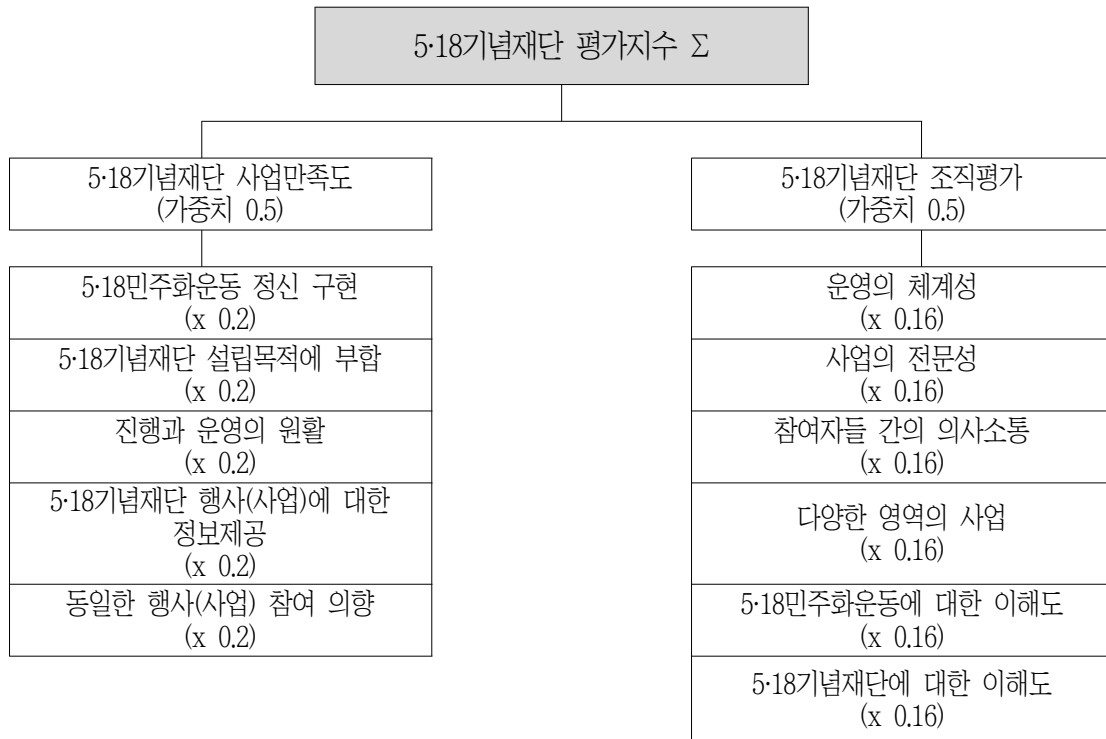 5·18기념재단 평가지수 Σ
5·18기념재단 사업만족도
(가중치 0.5)
5·18민주화운동 정신 구현
(x 0.2)
5·18기념재단 설립목적에 부합
(x 0.2)
진행과 운영의 원활
(x 0.2)
5·18기념재단 행사(사업)에 대한
정보제공
(x 0.2)
동일한 행사(사업) 참여 의향
(x 0.2)
5·18기념재단 조직평가
(가중치 0.5)
운영의 체계성
(x 0.16)
사업의 전문성
(x 0.16)
참여자들 간의 의사소통
(x 0.16)
다양한 영역의 사업
(x 0.16)
5·18민주화운동에 대한 이해도
(x 0.16)
5·18기념재단에 대한 이해도
(x 0.16)